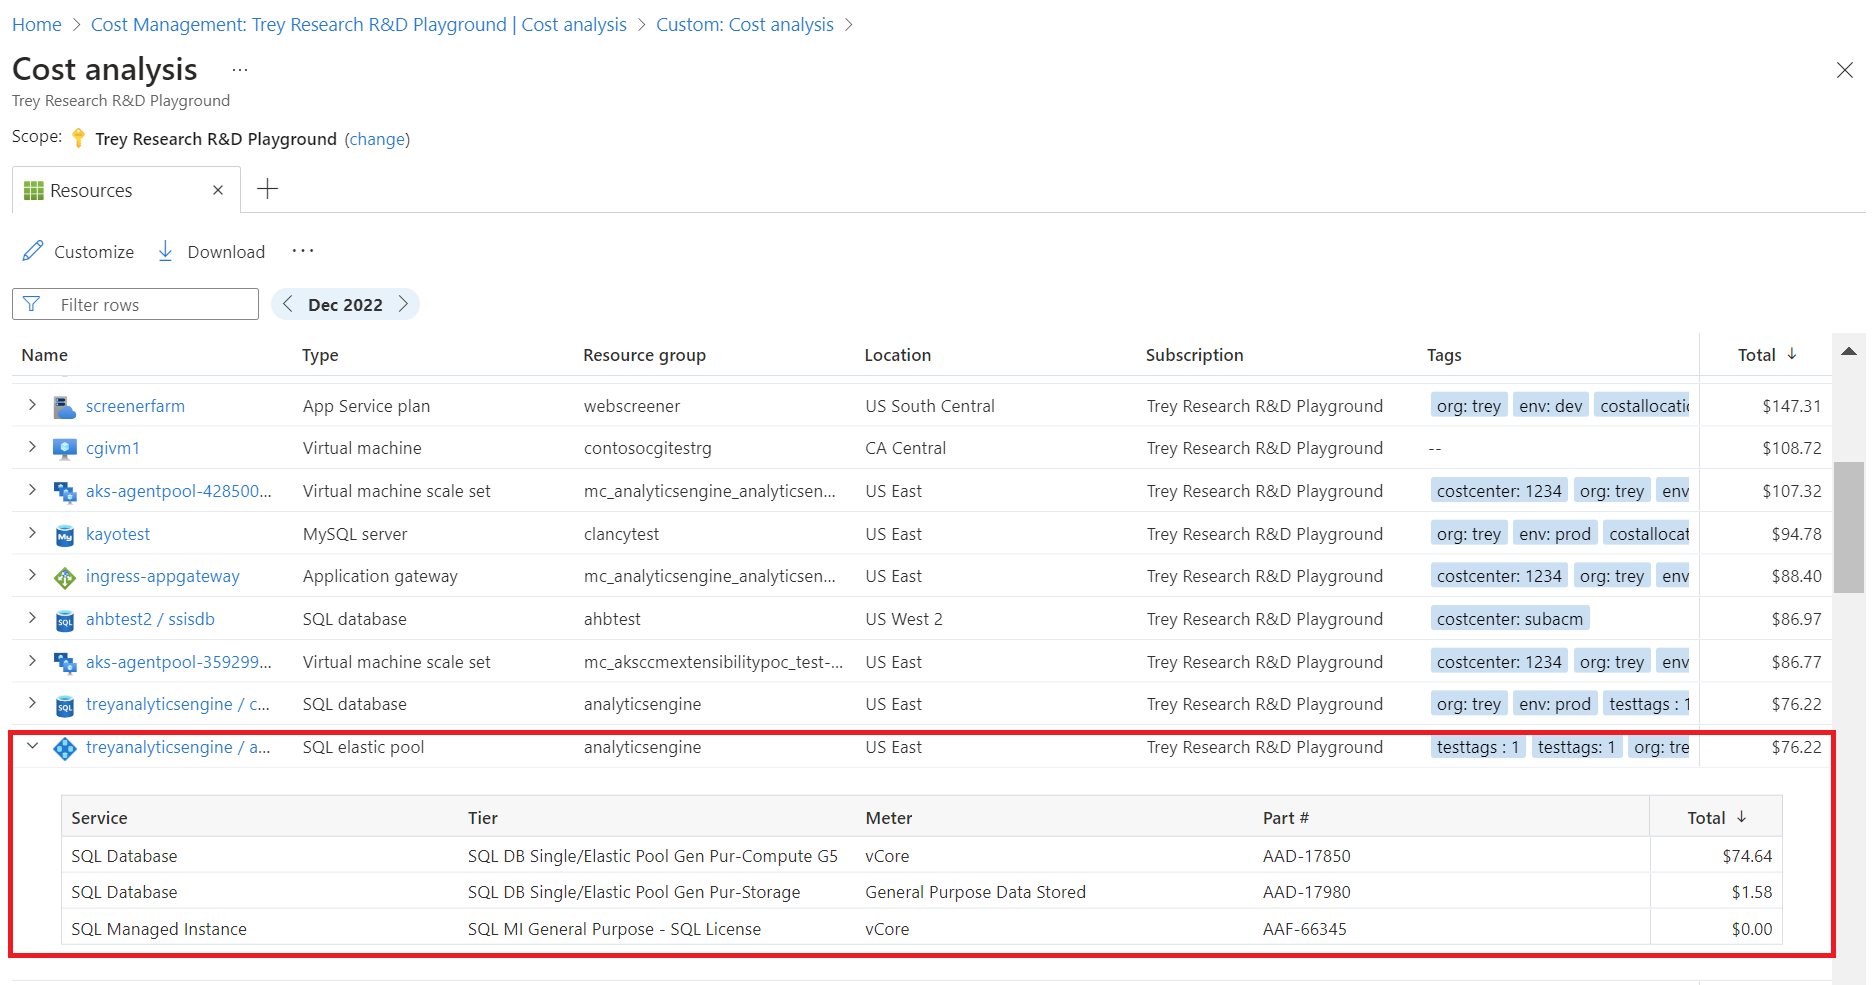 Home > Cost Management: Trey Research R&D Playground | Cost analysis > Custom: Cost analysis >
Cost analysis ...
Trey Research R&D Playground
Scope: Trey Research R&D Playground (change)
Resources × +
Customize Download ...
Filter rows < Dec 2022 >
Name Type Resource group Location Subscription Tags Total ↓
screenerfarm App Service plan webscreener US South Central Trey Research R&D Playground org: trey env: dev costallocatic $147.31
cgivm1 Virtual machine contosocgitestrg CA Central Trey Research R&D Playground -- $108.72
aks-agentpool-428500... Virtual machine scale set mc_analyticsengine_analyticsen... US East Trey Research R&D Playground costcenter: 1234 org: trey env $107.32
kayotest MySQL server clancytest US East Trey Research R&D Playground org: trey env: prod costallocat $94.78
ingress-appgateway Application gateway mc_analyticsengine_analyticsen... US East Trey Research R&D Playground costcenter: 1234 org: trey env $88.40
ahbtest2 / ssisdb SQL database ahbtest US West 2 Trey Research R&D Playground costcenter: subacm $86.97
aks-agentpool-359299... Virtual machine scale set mc_aksccmextensibilitypoc_test-... US East Trey Research R&D Playground costcenter: 1234 org: trey env $86.77
treyanalyticsengine / c... SQL database analyticsengine US East Trey Research R&D Playground org: trey env: prod testtags : 1 $76.22
treyanalyticsengine / a... SQL elastic pool analyticsengine US East Trey Research R&D Playground testtags : 1 testtags: 1 org: tre $76.22
Service Tier Meter Part # Total ↓
SQL Database SQL DB Single/Elastic Pool Gen Pur-Compute G5 vCore AAD-17850 $74.64
SQL Database SQL DB Single/Elastic Pool Gen Pur-Storage General Purpose Data Stored AAD-17980 $1.58
SQL Managed Instance SQL MI General Purpose - SQL License vCore AAF-66345 $0.00